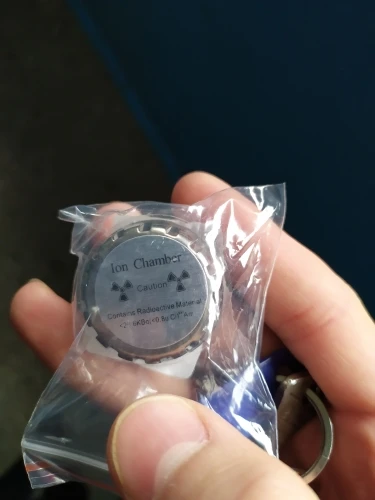 Ion Chamber
Caution
Contains Radioactive Material